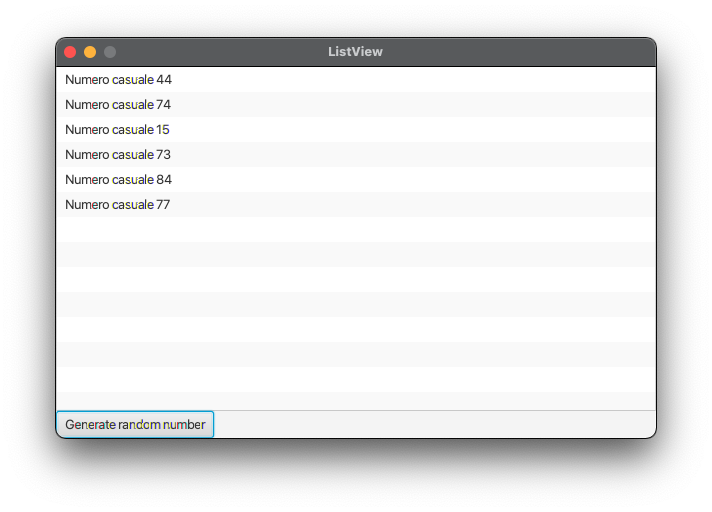 ListView
Numero casuale 44
Numero casuale 74
Numero casuale 15
Numero casuale 73
Numero casuale 84
Numero casuale 77
Generate random number